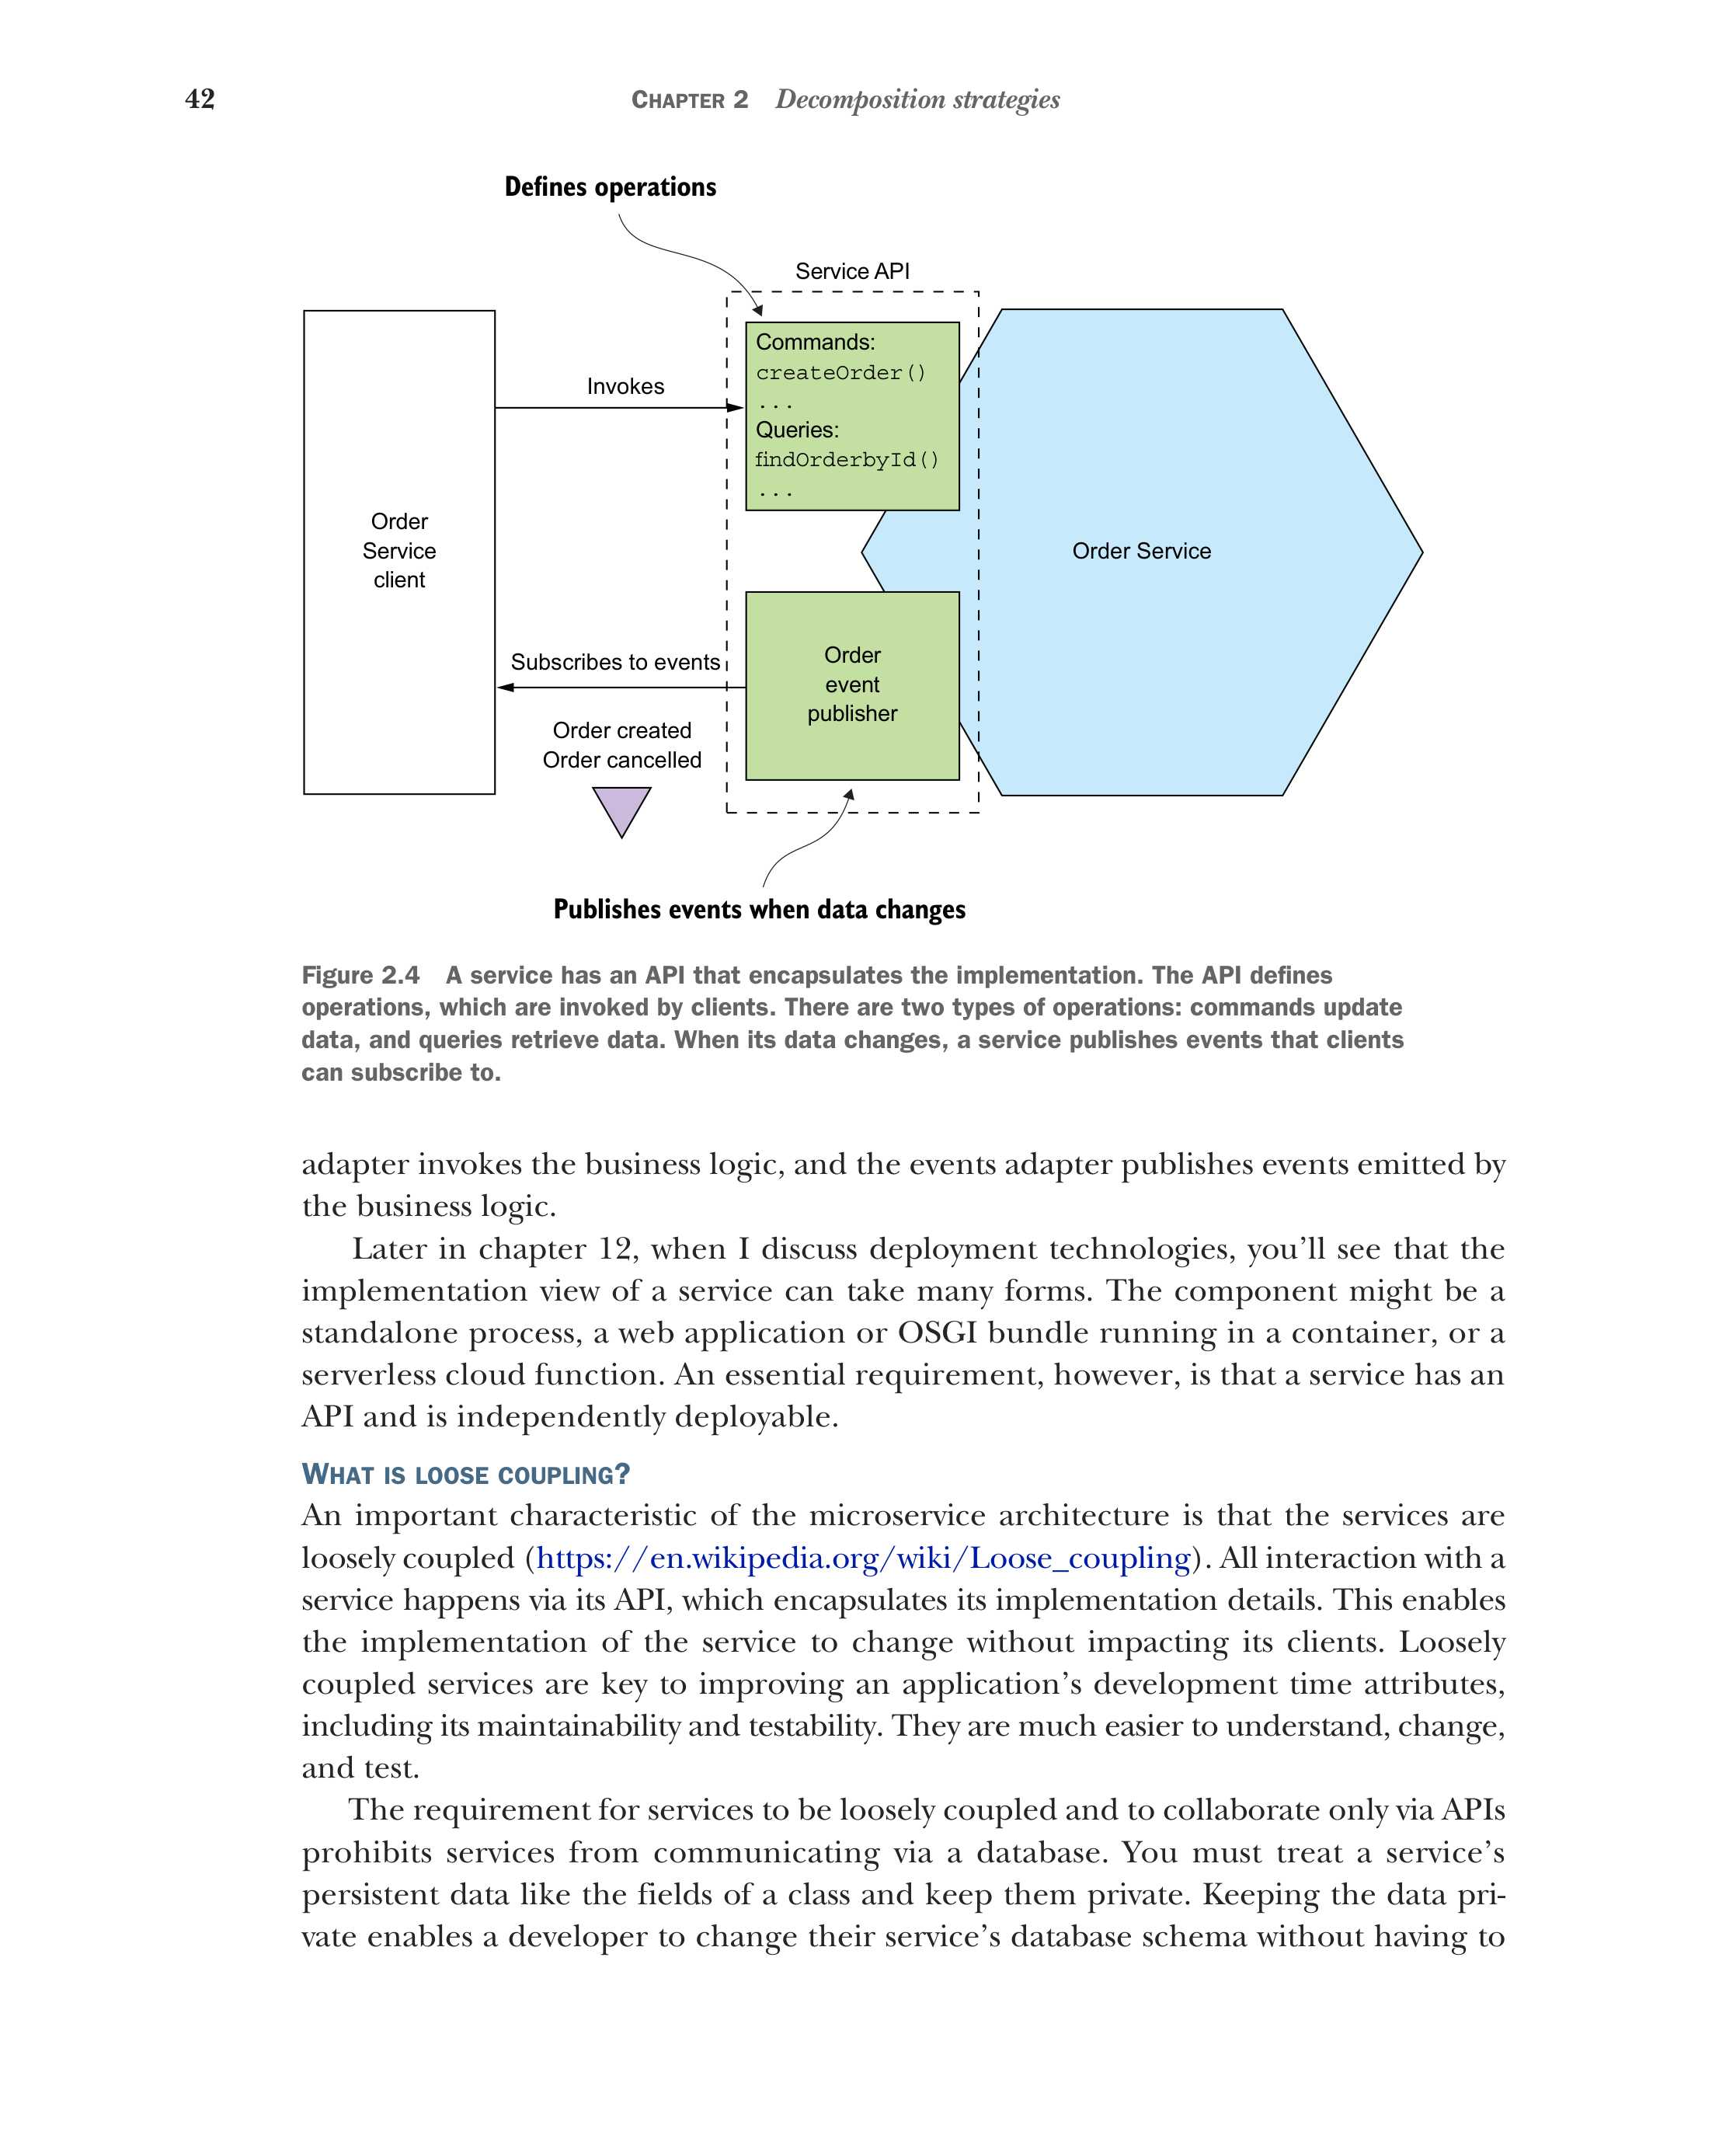 42
CHAPTER 2 Decomposition strategies
Defines operations
Service API
Commands:
createOrder()
...
Queries:
findOrderbyId()
...
Invokes
Order
Service
client
Order Service
Subscribes to events
Order
event
publisher
Order created
Order cancelled
Publishes events when data changes
Figure 2.4 A service has an API that encapsulates the implementation. The API defines
operations, which are invoked by clients. There are two types of operations: commands update
data, and queries retrieve data. When its data changes, a service publishes events that clients
can subscribe to.
adapter invokes the business logic, and the events adapter publishes events emitted by
the business logic.
Later in chapter 12, when I discuss deployment technologies, you’ll see that the
implementation view of a service can take many forms. The component might be a
standalone process, a web application or OSGI bundle running in a container, or a
serverless cloud function. An essential requirement, however, is that a service has an
API and is independently deployable.
WHAT IS LOOSE COUPLING?
An important characteristic of the microservice architecture is that the services are
loosely coupled (https://en.wikipedia.org/wiki/Loose_coupling). All interaction with a
service happens via its API, which encapsulates its implementation details. This enables
the implementation of the service to change without impacting its clients. Loosely
coupled services are key to improving an application’s development time attributes,
including its maintainability and testability. They are much easier to understand, change,
and test.
The requirement for services to be loosely coupled and to collaborate only via APIs
prohibits services from communicating via a database. You must treat a service’s
persistent data like the fields of a class and keep them private. Keeping the data pri-
vate enables a developer to change their service’s database schema without having to